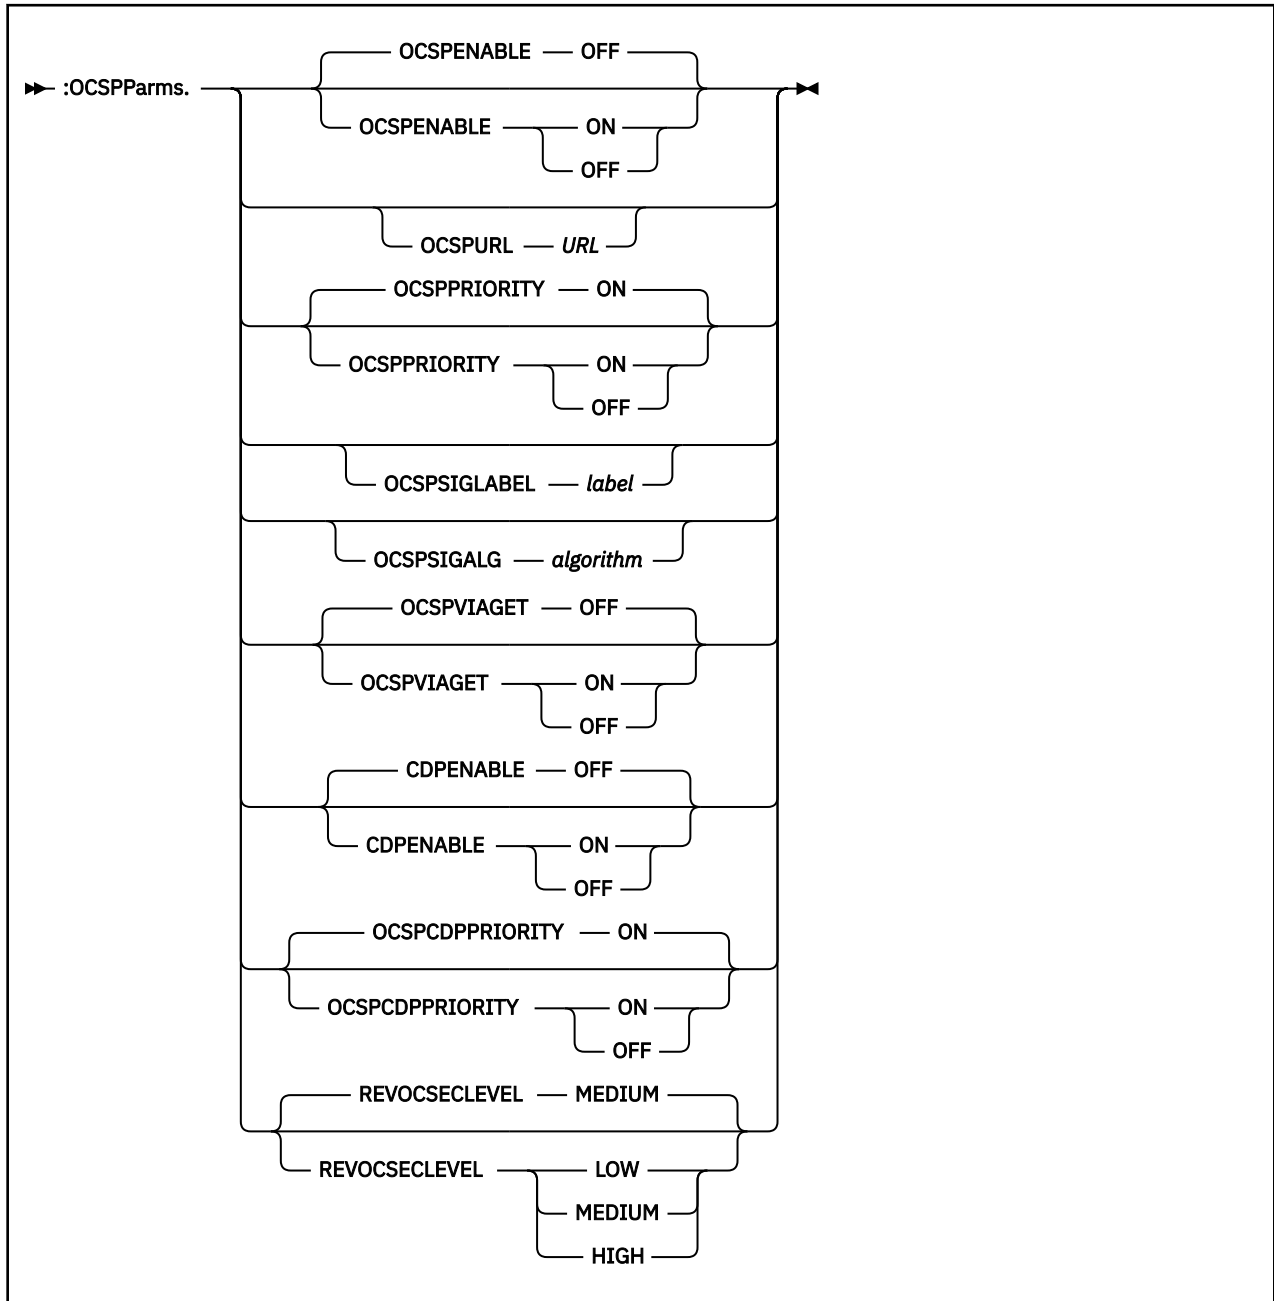 OCSPENABLE OFF
:OCSPParms.
OCSPENABLE ON
OFF
OCSPURL URL
OCSPPRIORITY ON
OCSPPRIORITY ON
OFF
OCSPSIGLABEL label
OCSPSIGALG algorithm
OCSPVIAGET OFF
OCSPVIAGET ON
OFF
CDPENABLE OFF
CDPENABLE ON
OFF
OCSPCDPPRIORITY ON
OCSPCDPPRIORITY ON
OFF
REVOCSECLEVEL MEDIUM
REVOCSECLEVEL LOW
MEDIUM
HIGH